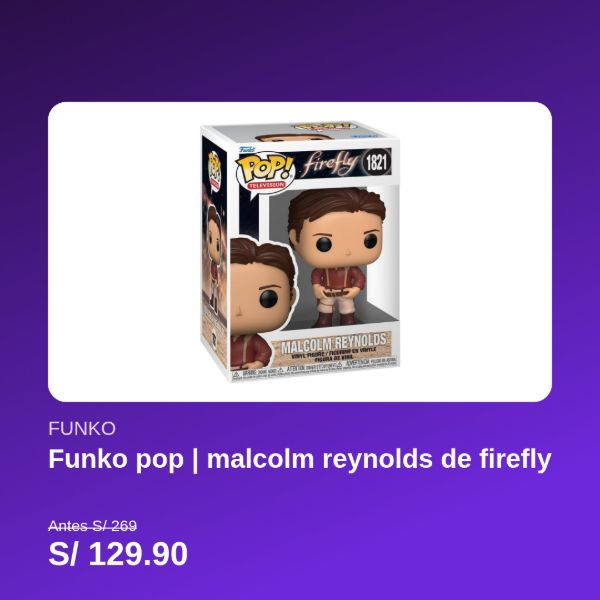 Funko
POP!
TELEVISION
firefly
1821
MALCOLM REYNOLDS
VINYL FIGURE / FIGURINE EN VINYLE
FIGURA DE VINIL
FUNKO
Funko pop | malcolm reynolds de firefly
Antes S/ 269
S/ 129.90